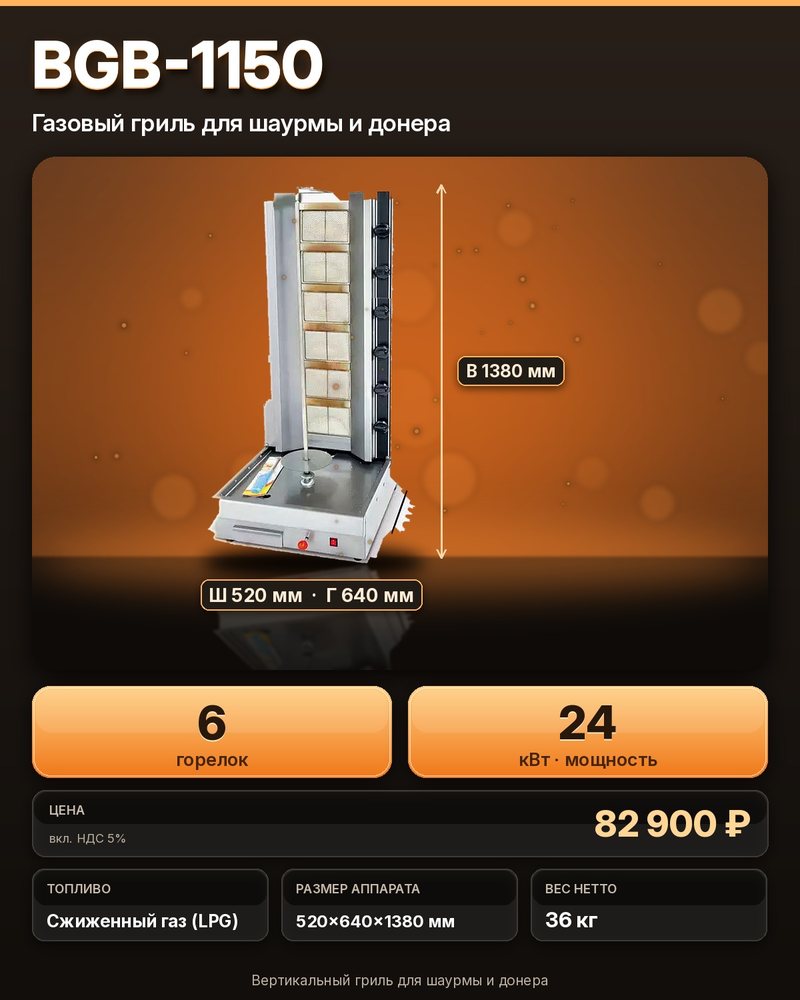 BGB-1150
Газовый гриль для шаурмы и донера
В 1380 мм
Ш 520 мм · Г 640 мм
6
горелок
24
кВт · мощность
ЦЕНА
вкл. НДС 5%
82 900 ₽
ТОПЛИВО
Сжиженный газ (LPG)
РАЗМЕР АППАРАТА
520×640×1380 мм
ВЕС НЕТТО
36 кг
Вертикальный гриль для шаурмы и донера